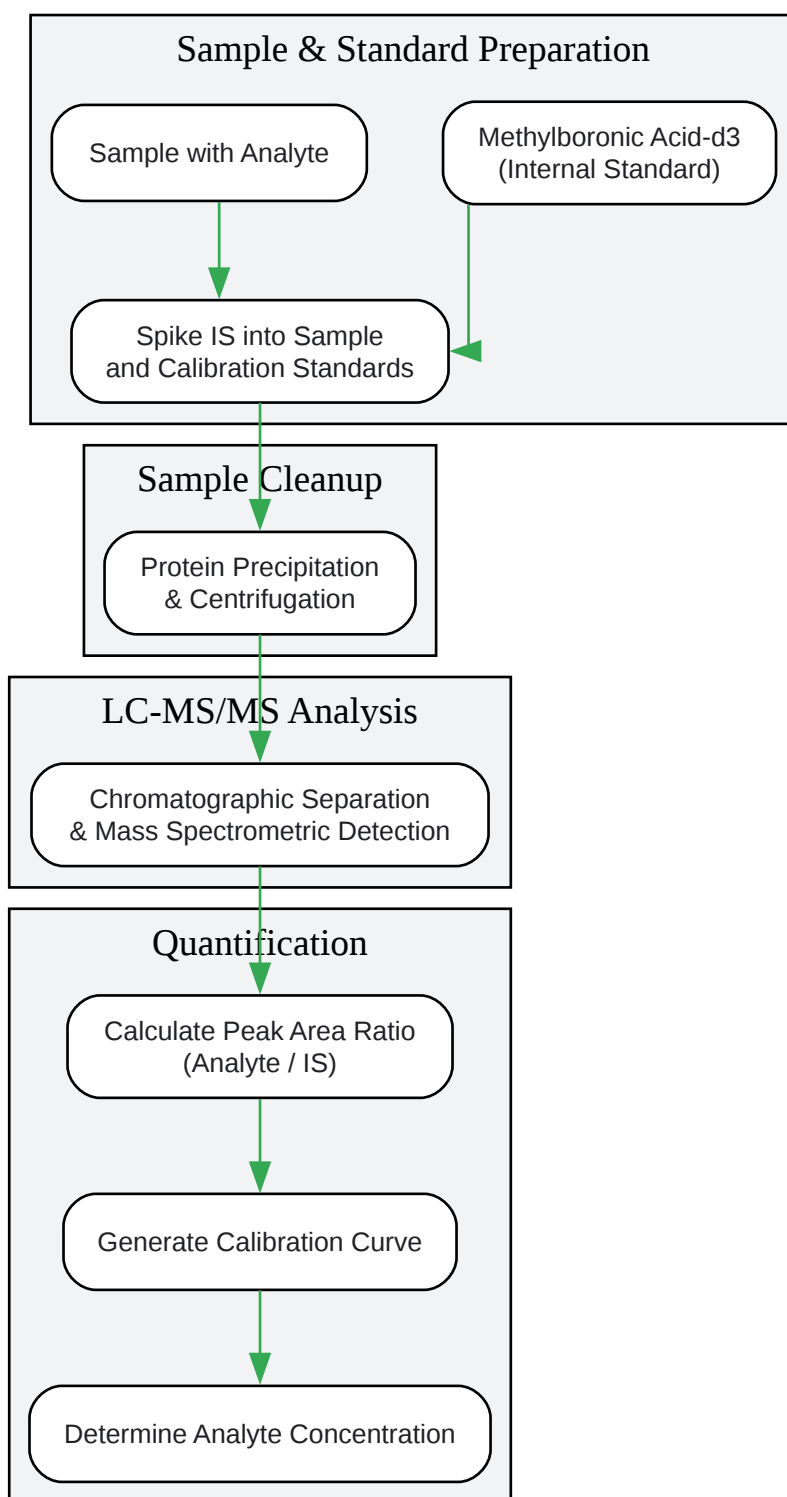 Sample & Standard Preparation
Sample with Analyte
Methylboronic Acid-d3
(Internal Standard)
Spike IS into Sample
and Calibration Standards
Sample Cleanup
Protein Precipitation
& Centrifugation
LC-MS/MS Analysis
Chromatographic Separation
& Mass Spectrometric Detection
Quantification
Calculate Peak Area Ratio
(Analyte / IS)
Generate Calibration Curve
Determine Analyte Concentration